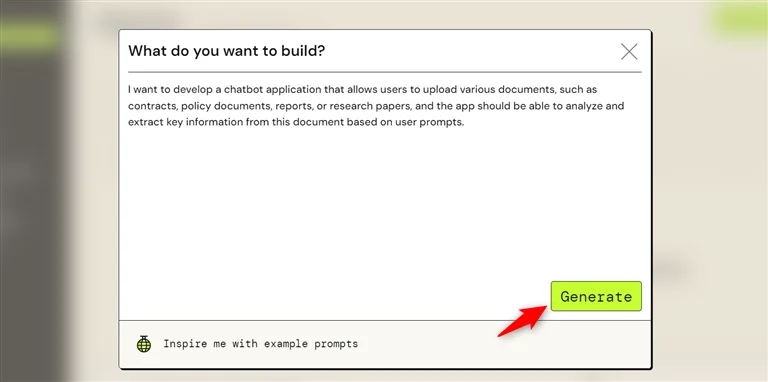 What do you want to build?
I want to develop a chatbot application that allows users to upload various documents, such as
contracts, policy documents, reports, or research papers, and the app should be able to analyze and
extract key information from this document based on user prompts.
Generate
Inspire me with example prompts